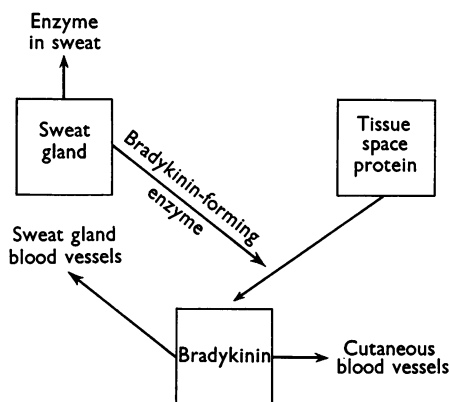 Enzyme
in sweat
Sweat
gland
Bradykinin-forming
enzyme
Tissue
space
protein
Sweat gland
blood vessels
Bradykinin
Cutaneous
blood vessels